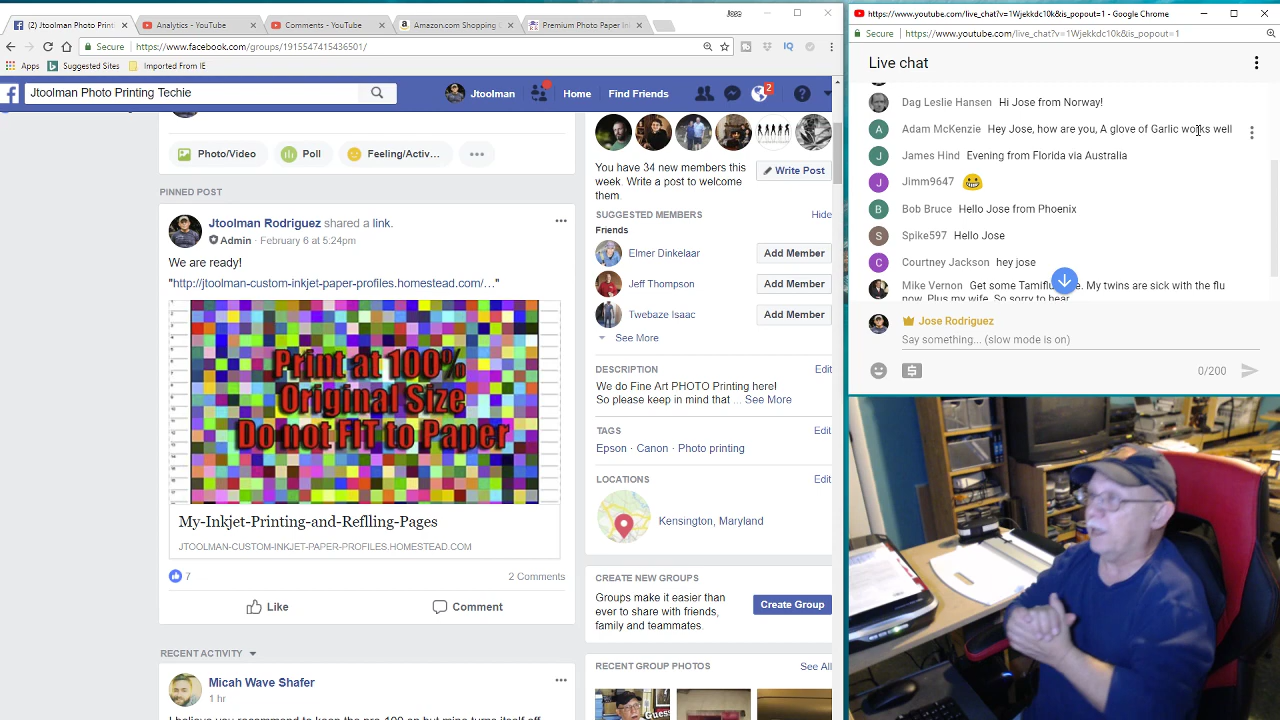 (2) Jtoolman Photo Print
Analytics - YouTube
Comments - YouTube
Amazon.com Shopping
Premium Photo Paper In
Secure
https://www.facebook.com/groups/1915547415436501/
Apps
Suggested Sites
Imported From IE
Jtoolman Photo Printing Techie
Jtoolman
Home
Find Friends
2
Photo/Video
Poll
Feeling/Activ...
PINNED POST
Jtoolman Rodriguez shared a link.
Admin · February 6 at 5:24pm
We are ready!
"http://jtoolman-custom-inkjet-paper-profiles.homestead.com/…"
Print at 100%
Original Size
Do not FIT to Paper
My-Inkjet-Printing-and-Reflling-Pages
JTOOLMAN-CUSTOM-INKJET-PAPER-PROFILES.HOMESTEAD.COM
7
2 Comments
Like
Comment
RECENT ACTIVITY
Micah Wave Shafer
1 hr
You have 34 new members this
week. Write a post to welcome
them.
Write Post
SUGGESTED MEMBERS
Hide
Friends
Elmer Dinkelaar
Add Member
Jeff Thompson
Add Member
Twebaze Isaac
Add Member
See More
DESCRIPTION
Edit
We do Fine Art PHOTO Printing here!
So please keep in mind that ... See More
TAGS
Edit
Epson · Canon · Photo printing
LOCATIONS
Edit
Kensington, Maryland
CREATE NEW GROUPS
Groups make it easier than
ever to share with friends,
family and teammates.
Create Group
RECENT GROUP PHOTOS
See All
https://www.youtube.com/live_chat?v=1Wjekkdc10k&is_popout=1 - Google Chrome
Secure
https://www.youtube.com/live_chat?v=1Wjekkdc10k&is_popout=1
Live chat
Dag Leslie Hansen Hi Jose from Norway!
A Adam McKenzie Hey Jose, how are you, A glove of Garlic works well
J James Hind Evening from Florida via Australia
J Jimm9647
B Bob Bruce Hello Jose from Phoenix
S Spike597 Hello Jose
C Courtney Jackson hey jose
Mike Vernon Get some Tamiflu. My twins are sick with the flu
now. Plus my wife. So sorry to hear
Jose Rodriguez
Say something... (slow mode is on)
0/200